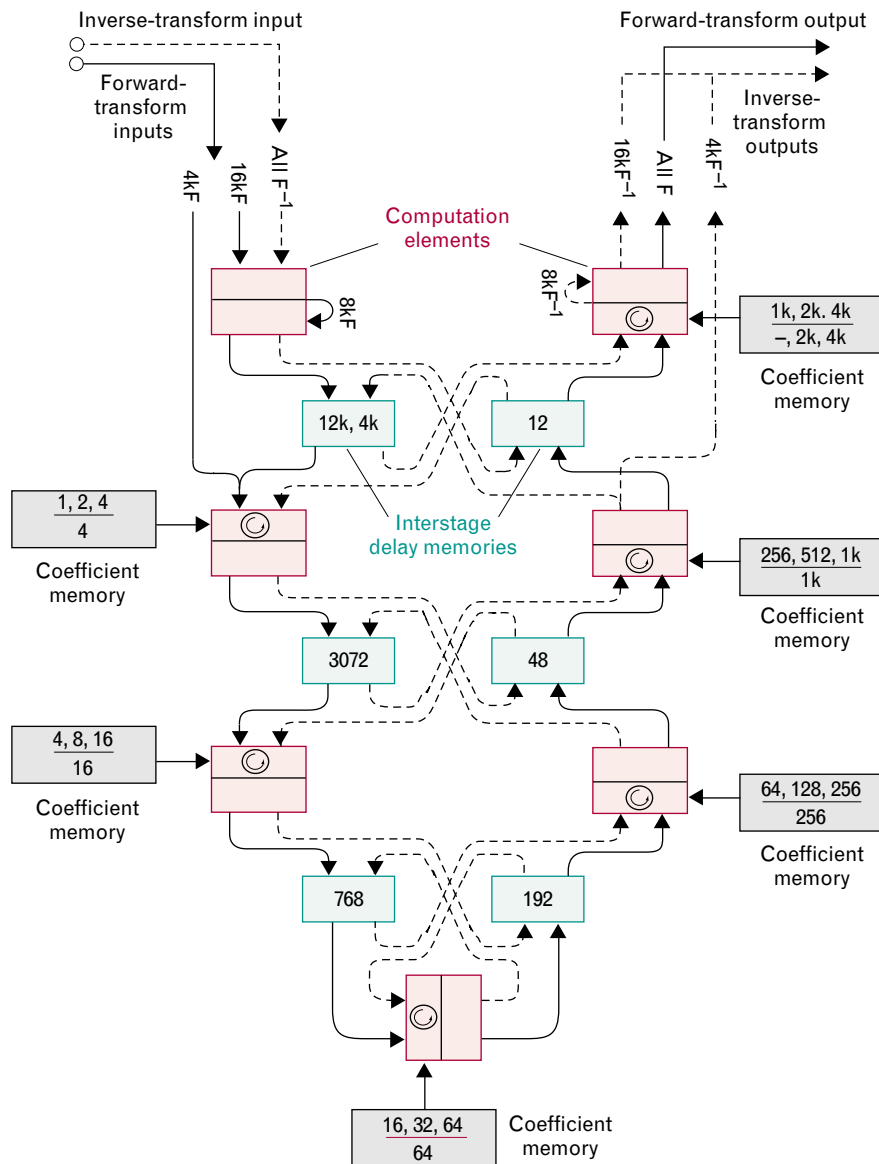 Inverse-transform input
Forward-transform output
Forward-
transform
inputs
Inverse-
transform
outputs
4kF
16kF
All F⁻¹
16kF⁻¹
All F
4kF⁻¹
Computation
elements
8kF
8kF⁻¹
1k, 2k. 4k
–, 2k, 4k
Coefficient
memory
12k, 4k
12
1, 2, 4
4
Coefficient
memory
Interstage
delay memories
256, 512, 1k
1k
Coefficient
memory
3072
48
4, 8, 16
16
Coefficient
memory
64, 128, 256
256
Coefficient
memory
768
192
16, 32, 64
64
Coefficient
memory